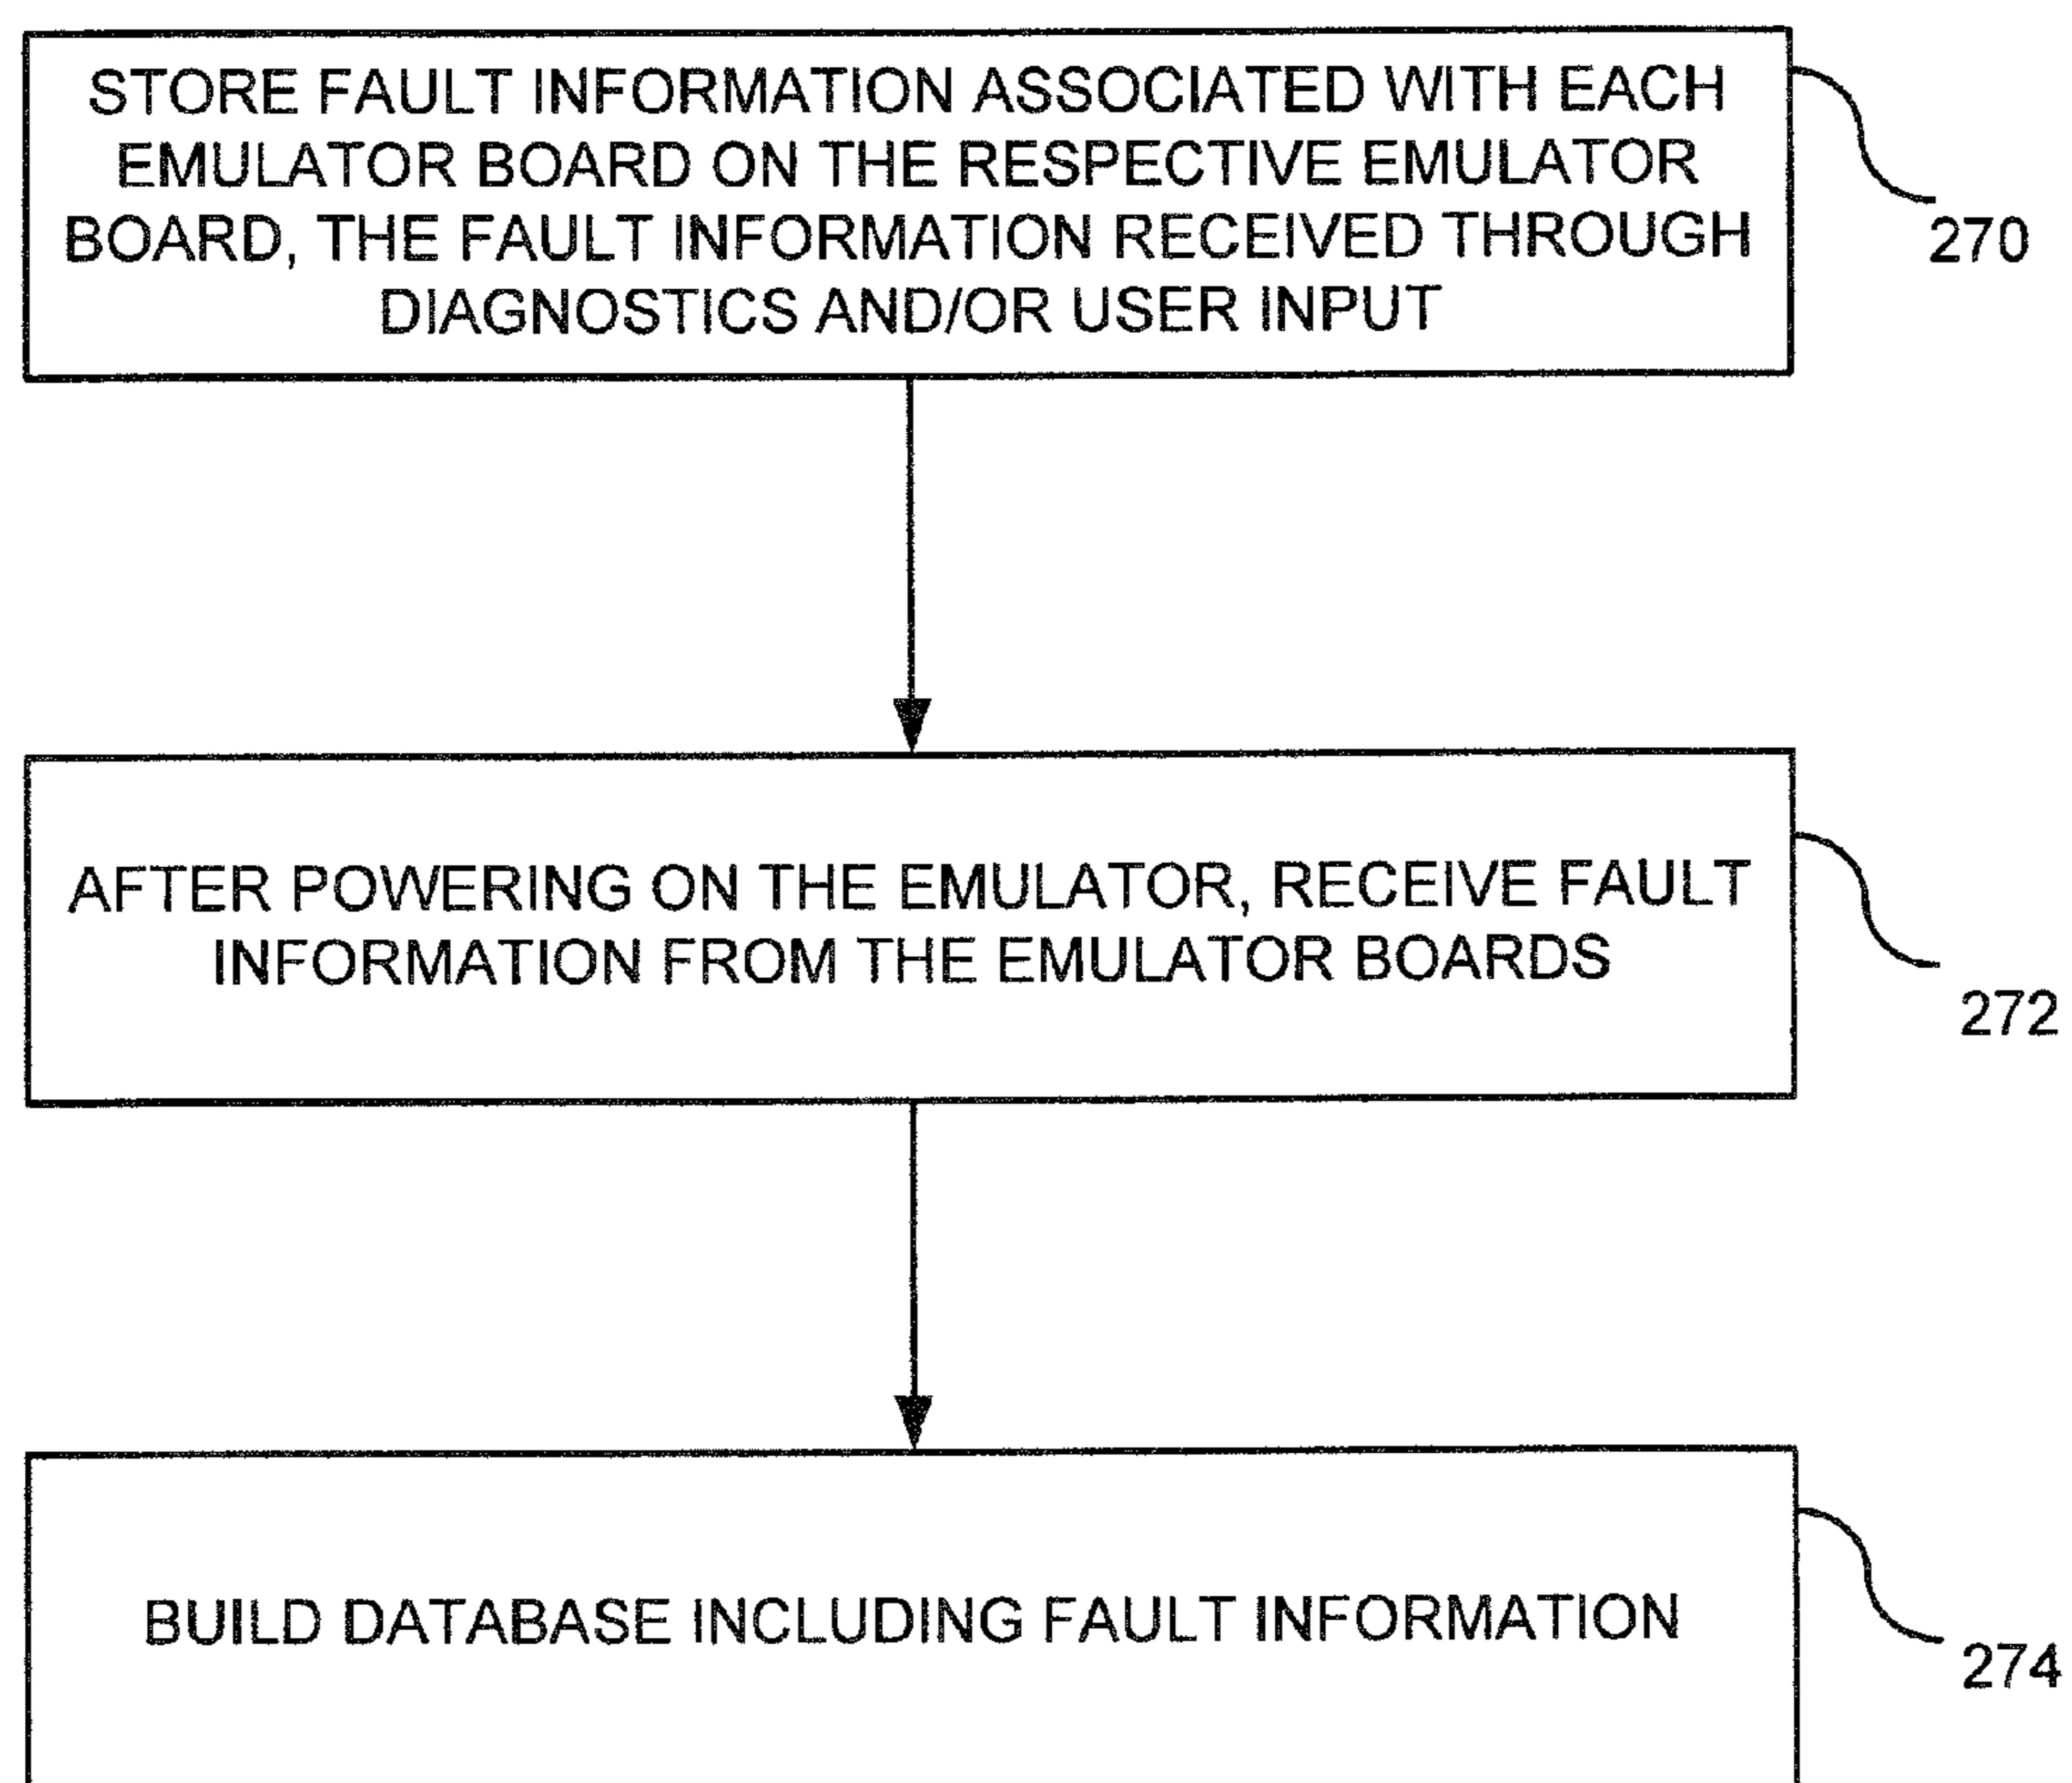 STORE FAULT INFORMATION ASSOCIATED WITH EACH
EMULATOR BOARD ON THE RESPECTIVE EMULATOR
BOARD, THE FAULT INFORMATION RECEIVED THROUGH
DIAGNOSTICS AND/OR USER INPUT
270
AFTER POWERING ON THE EMULATOR, RECEIVE FAULT
INFORMATION FROM THE EMULATOR BOARDS
272
BUILD DATABASE INCLUDING FAULT INFORMATION
274